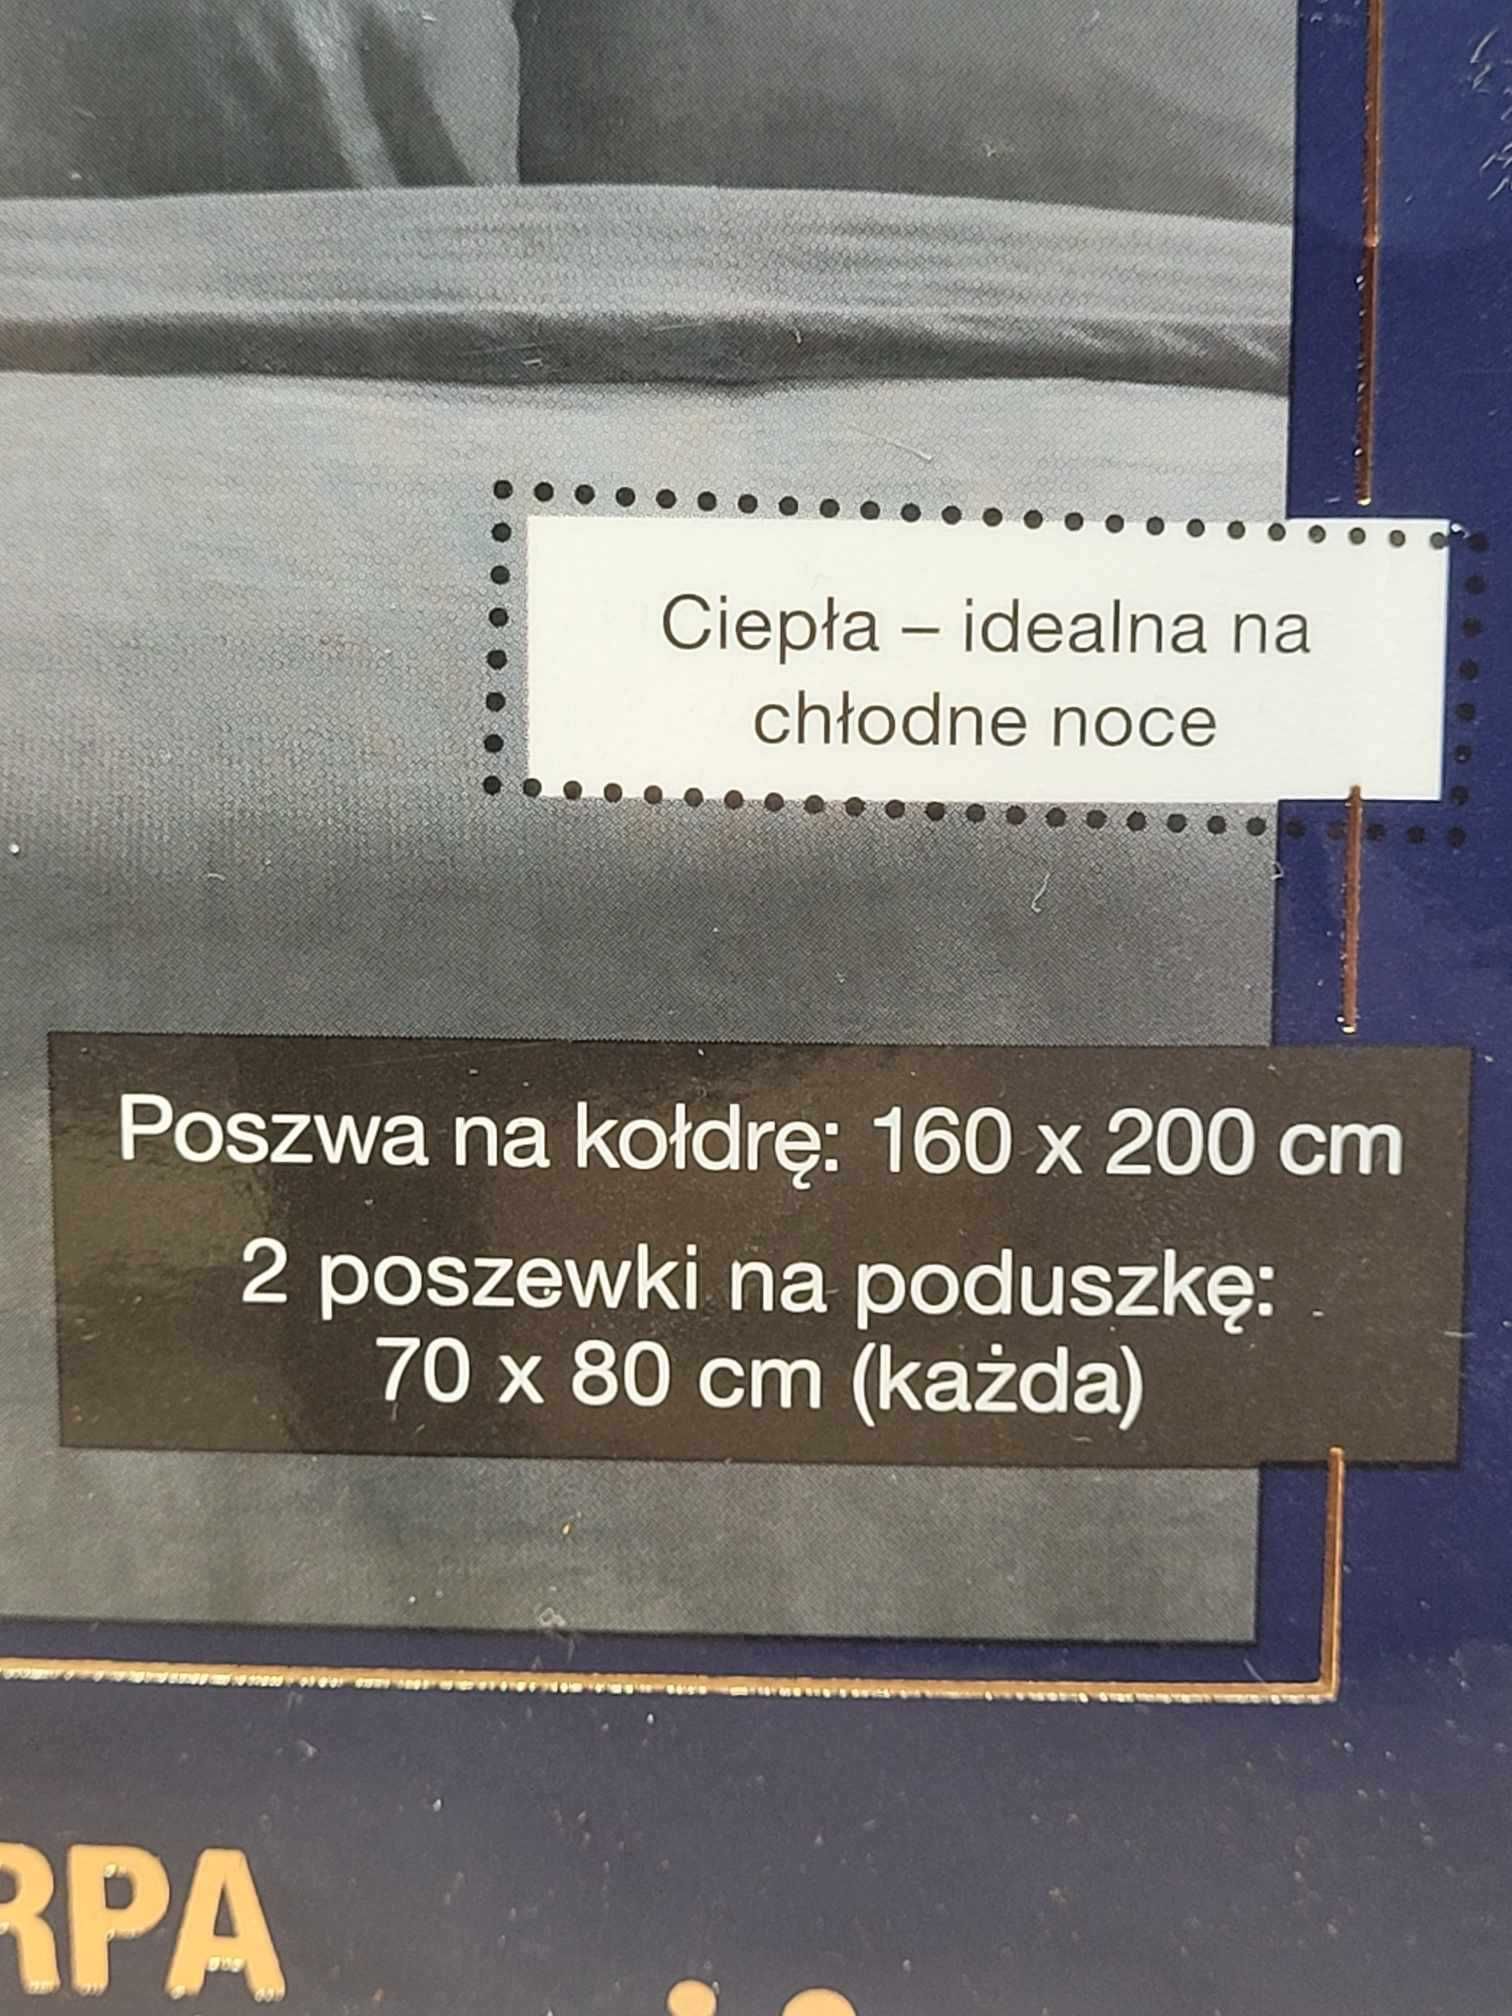 Ciepła – idealna na
chłodne noce
Poszwa na kołdrę: 160 x 200 cm
2 poszewki na poduszkę:
70 x 80 cm (każda)
RPA